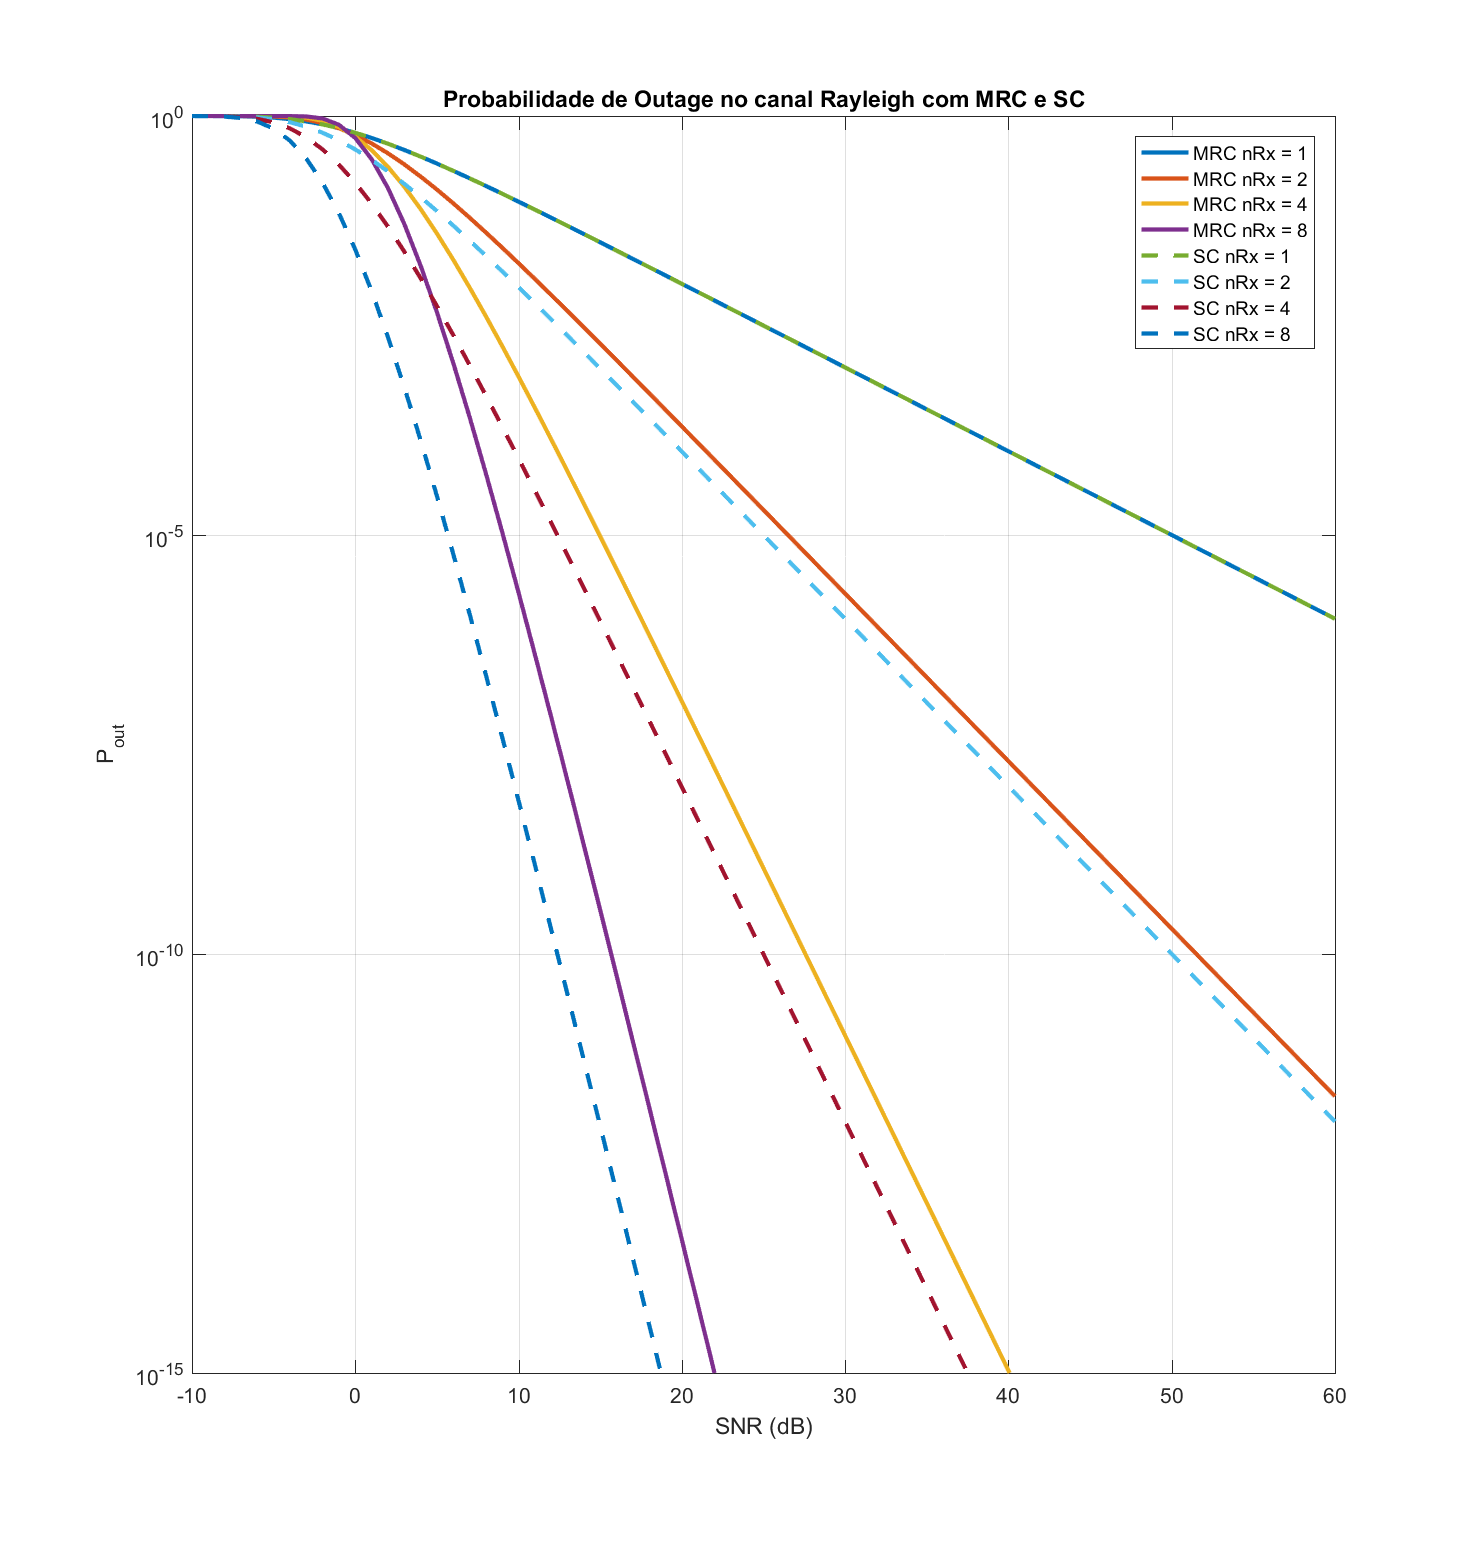 Probabilidade de Outage no canal Rayleigh com MRC e SC
MRC nRx = 1
MRC nRx = 2
MRC nRx = 4
MRC nRx = 8
SC nRx = 1
SC nRx = 2
SC nRx = 4
SC nRx = 8
10^0
10^-5
10^-10
10^-15
P_out
-10 0 10 20 30 40 50 60
SNR (dB)